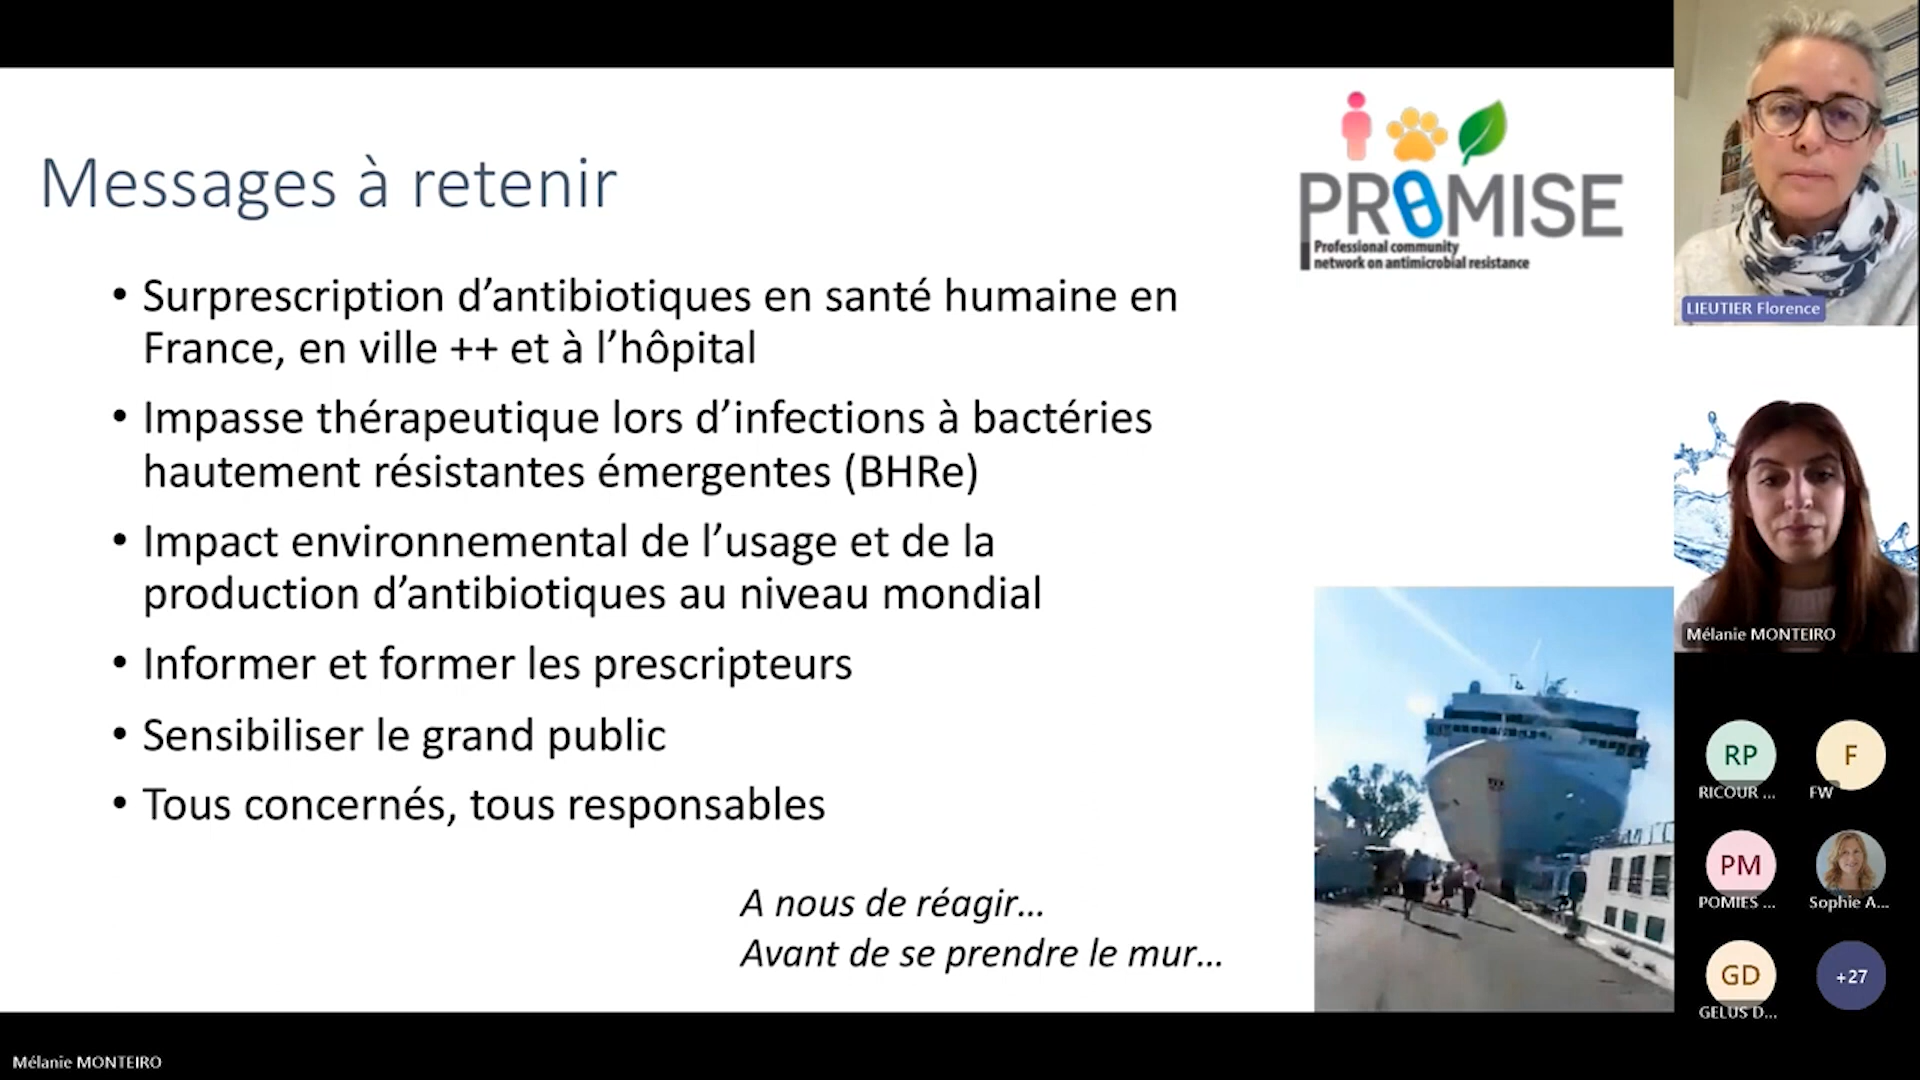 Messages à retenir
PROMISE
Professional community
network on antimicrobial resistance
• Surprescription d’antibiotiques en santé humaine en
France, en ville ++ et à l’hôpital
• Impasse thérapeutique lors d’infections à bactéries
hautement résistantes émergentes (BHRe)
• Impact environnemental de l’usage et de la
production d’antibiotiques au niveau mondial
• Informer et former les prescripteurs
• Sensibiliser le grand public
• Tous concernés, tous responsables
A nous de réagir...
Avant de se prendre le mur...
LIEUTIER Florence
Mélanie MONTEIRO
RP
RICOUR ...
F
FW
PM
POMIES ...
Sophie A...
GD
GELUS D...
+27
Mélanie MONTEIRO